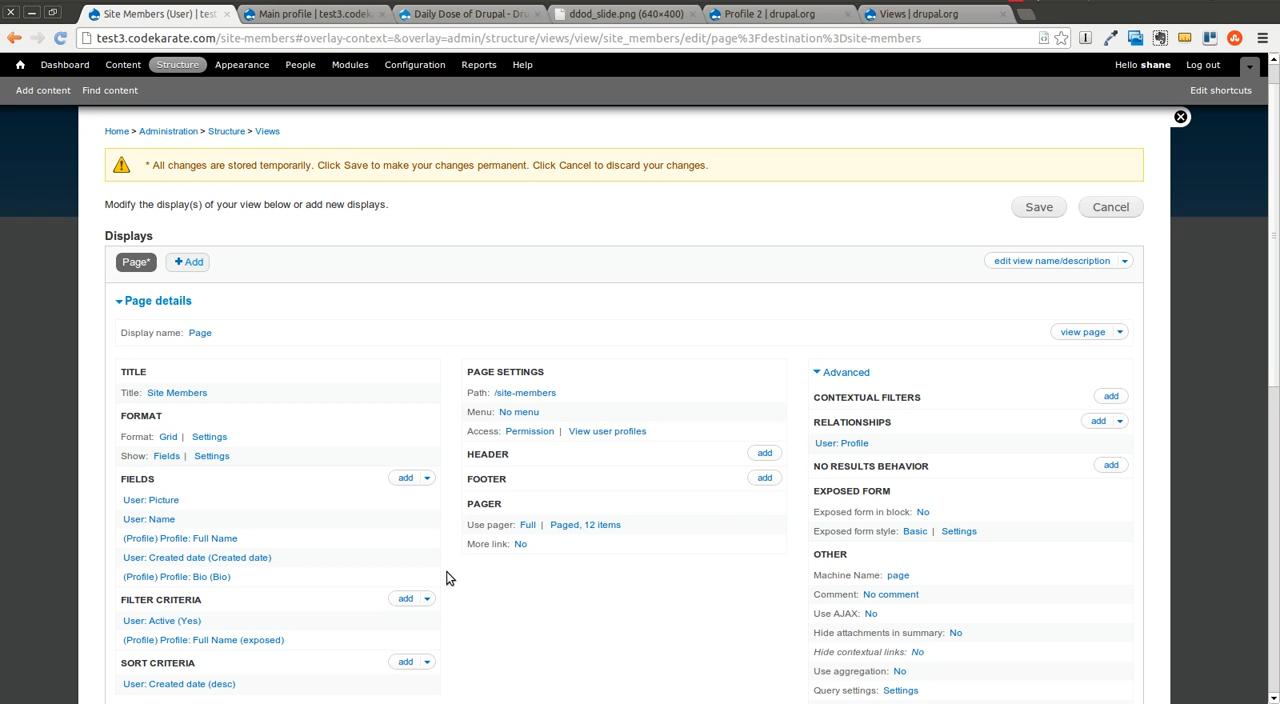 Site Members (User) | test
Main profile | test3.codek
Daily Dose of Drupal - Dru
ddod_slide.png (640×400)
Profile 2 | drupal.org
Views | drupal.org
test3.codekarate.com/site-members#overlay-context=&overlay=admin/structure/views/view/site_members/edit/page%3Fdestination%3Dsite-members
Dashboard Content Structure Appearance People Modules Configuration Reports Help
Hello shane Log out
Add content Find content
Edit shortcuts
Home > Administration > Structure > Views
* All changes are stored temporarily. Click Save to make your changes permanent. Click Cancel to discard your changes.
Modify the display(s) of your view below or add new displays.
Save Cancel
Displays
Page* + Add
edit view name/description
Page details
Display name: Page
view page
TITLE
Title: Site Members
FORMAT
Format: Grid | Settings
Show: Fields | Settings
FIELDS add
User: Picture
User: Name
(Profile) Profile: Full Name
User: Created date (Created date)
(Profile) Profile: Bio (Bio)
FILTER CRITERIA add
User: Active (Yes)
(Profile) Profile: Full Name (exposed)
SORT CRITERIA add
User: Created date (desc)
PAGE SETTINGS
Path: /site-members
Menu: No menu
Access: Permission | View user profiles
HEADER add
FOOTER add
PAGER
Use pager: Full | Paged, 12 items
More link: No
Advanced
CONTEXTUAL FILTERS add
RELATIONSHIPS add
User: Profile
NO RESULTS BEHAVIOR add
EXPOSED FORM
Exposed form in block: No
Exposed form style: Basic | Settings
OTHER
Machine Name: page
Comment: No comment
Use AJAX: No
Hide attachments in summary: No
Hide contextual links: No
Use aggregation: No
Query settings: Settings